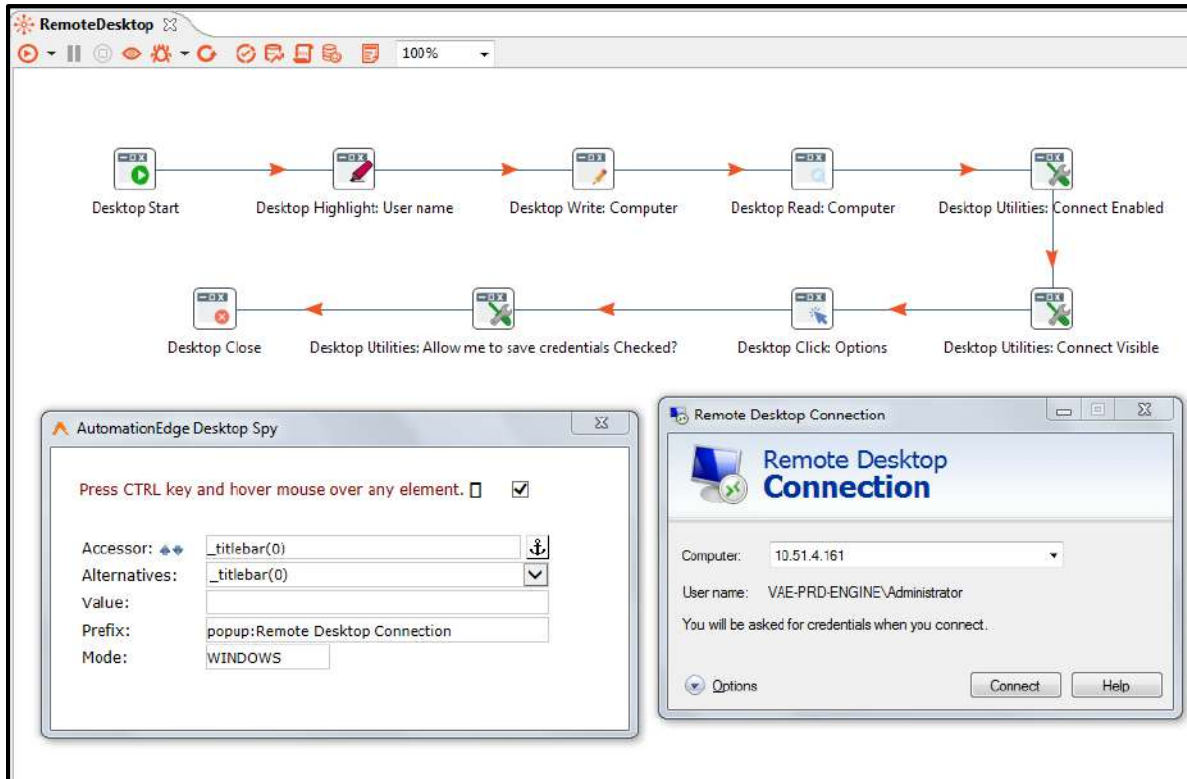 RemoteDesktop
100%
Desktop Start
Desktop Highlight: User name
Desktop Write: Computer
Desktop Read: Computer
Desktop Utilities: Connect Enabled
Desktop Close
Desktop Utilities: Allow me to save credentials Checked?
Desktop Click: Options
Desktop Utilities: Connect Visible
AutomationEdge Desktop Spy
Press CTRL key and hover mouse over any element.
Accessor: _titlebar(0)
Alternatives: _titlebar(0)
Value:
Prefix: popup:Remote Desktop Connection
Mode: WINDOWS
Remote Desktop Connection
Remote Desktop
Connection
Computer: 10.51.4.161
User name: VAE-PRD-ENGINE\Administrator
You will be asked for credentials when you connect.
Options Connect Help